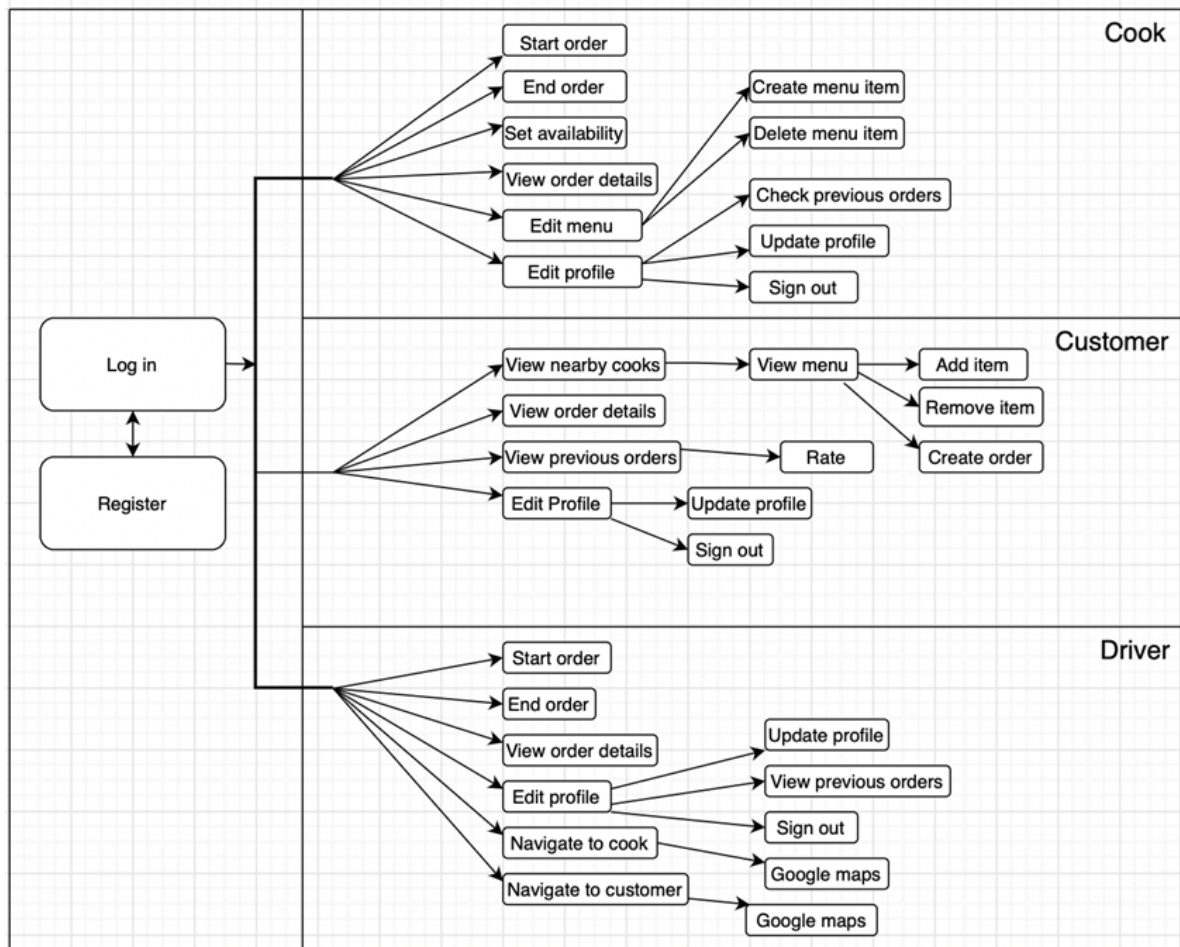 Log in
Register
Cook
Start order
End order
Set availability
View order details
Edit menu
Edit profile
Create menu item
Delete menu item
Check previous orders
Update profile
Sign out
Customer
View nearby cooks
View order details
View previous orders
Edit Profile
View menu
Add item
Remove item
Create order
Rate
Update profile
Sign out
Driver
Start order
End order
View order details
Edit profile
Navigate to cook
Navigate to customer
Update profile
View previous orders
Sign out
Google maps
Google maps